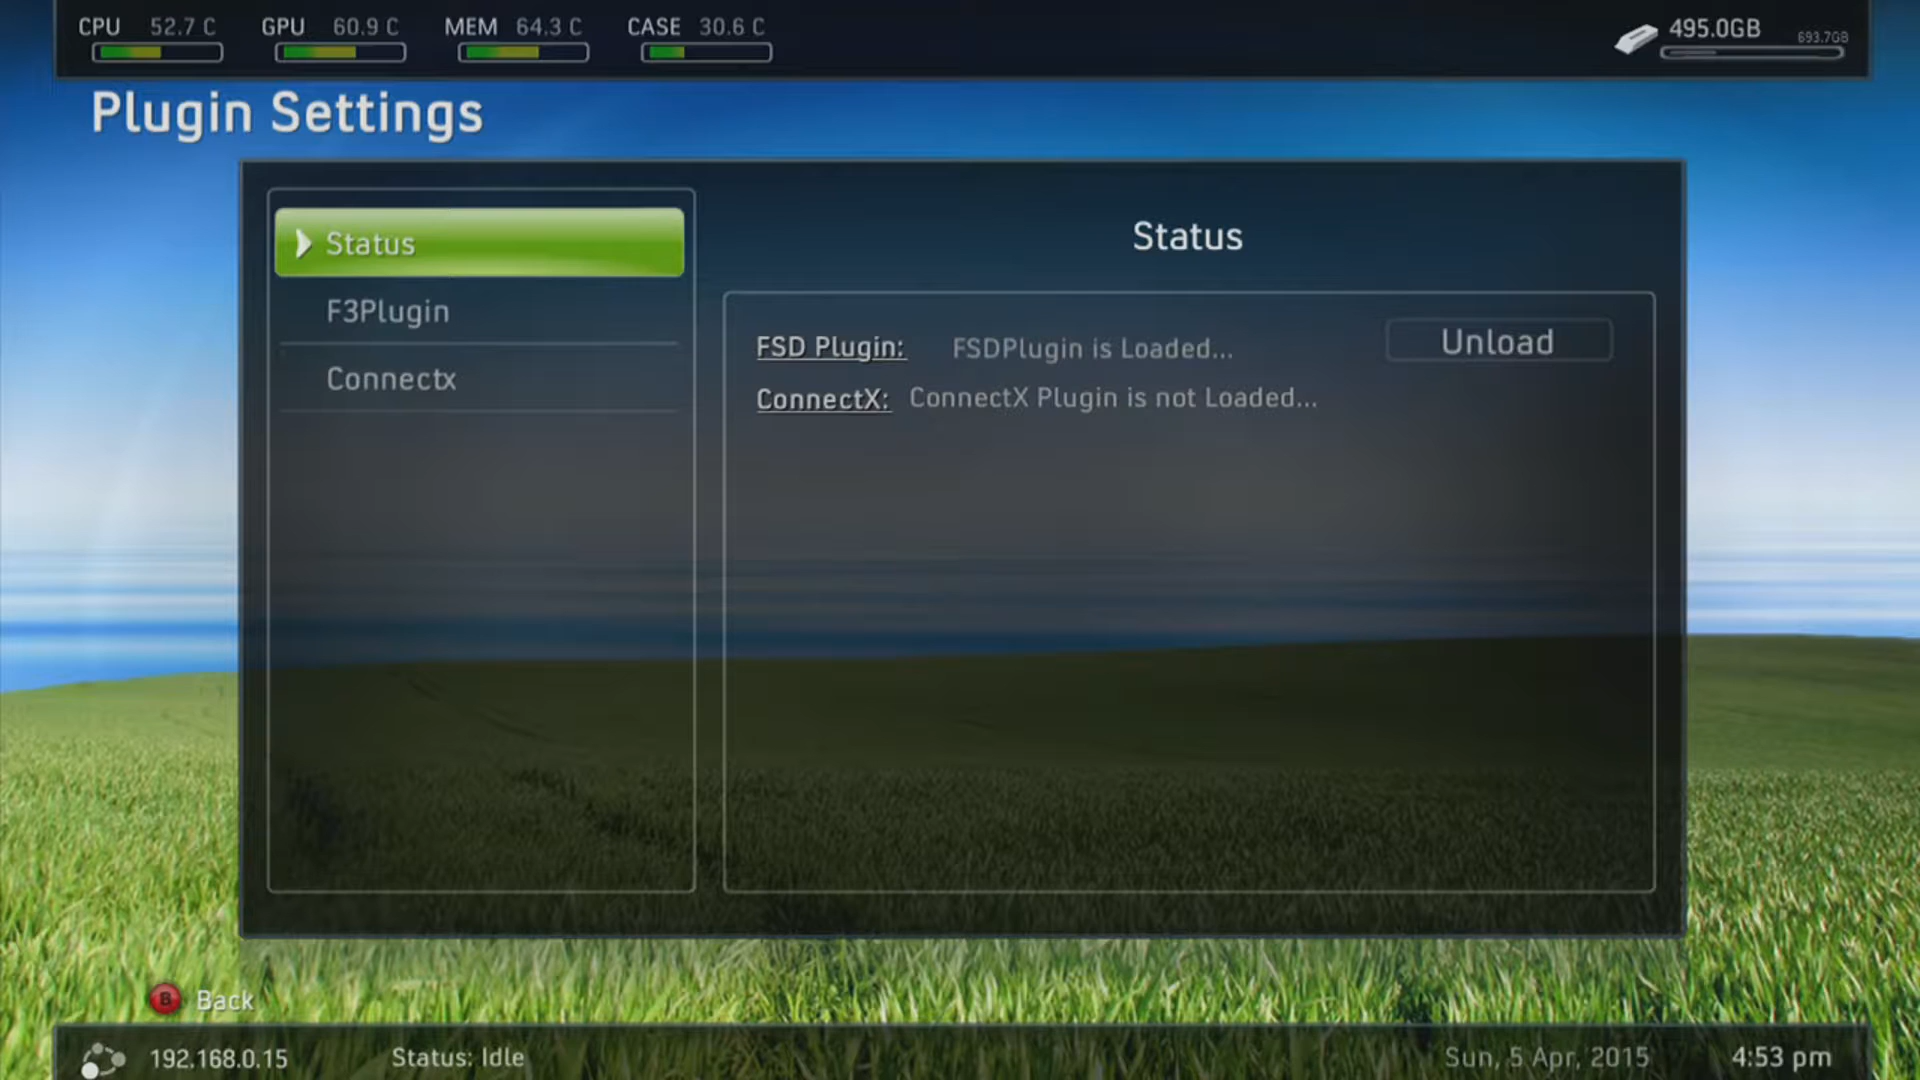 CPU 52.7 C GPU 60.9 C MEM 64.3 C CASE 30.6 C 495.0GB 693.7GB
Plugin Settings
Status
F3Plugin
Connectx
Status
FSD Plugin: FSDPlugin is Loaded... Unload
ConnectX: ConnectX Plugin is not Loaded...
B Back
192.168.0.15 Status: Idle Sun, 5 Apr, 2015 4:53 pm